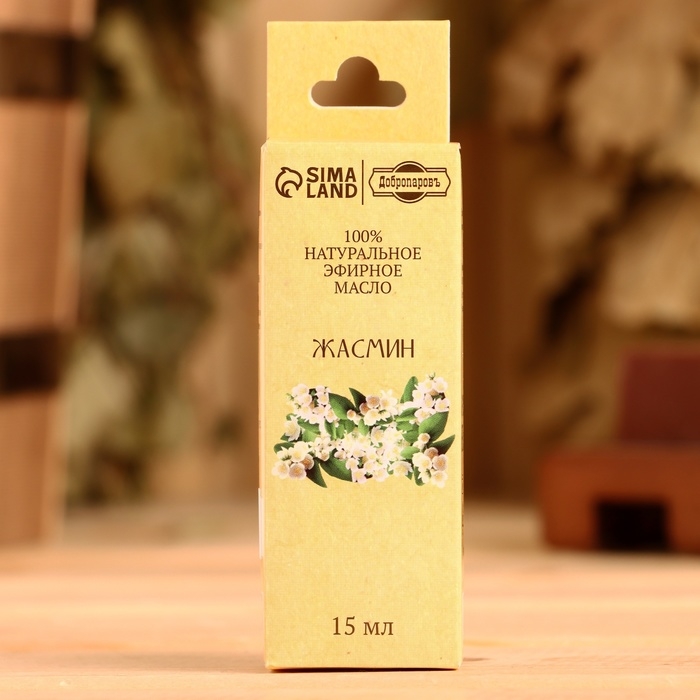 SIMA LAND
Добропаровъ
100%
НАТУРАЛЬНОЕ
ЭФИРНОЕ
МАСЛО
ЖАСМИН
15 мл